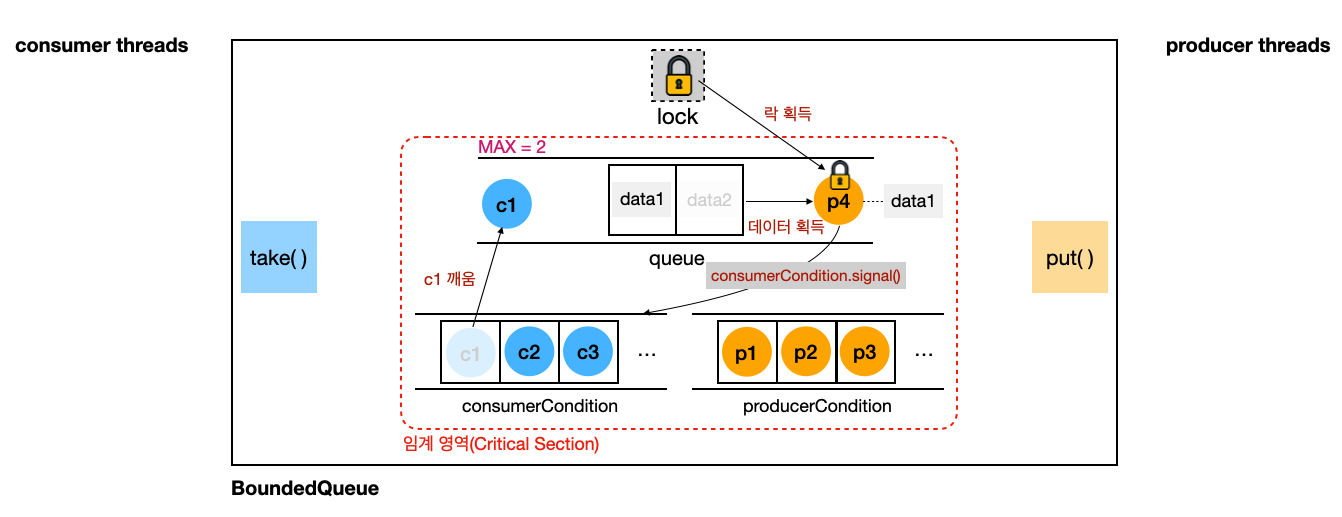 consumer threads
producer threads
lock
락 획득
MAX = 2
c1
data1
data2
p4
data1
데이터 획득
take( )
put( )
queue
c1 깨움
consumerCondition.signal()
c1
c2
c3
...
p1
p2
p3
...
consumerCondition
producerCondition
임계 영역(Critical Section)
BoundedQueue